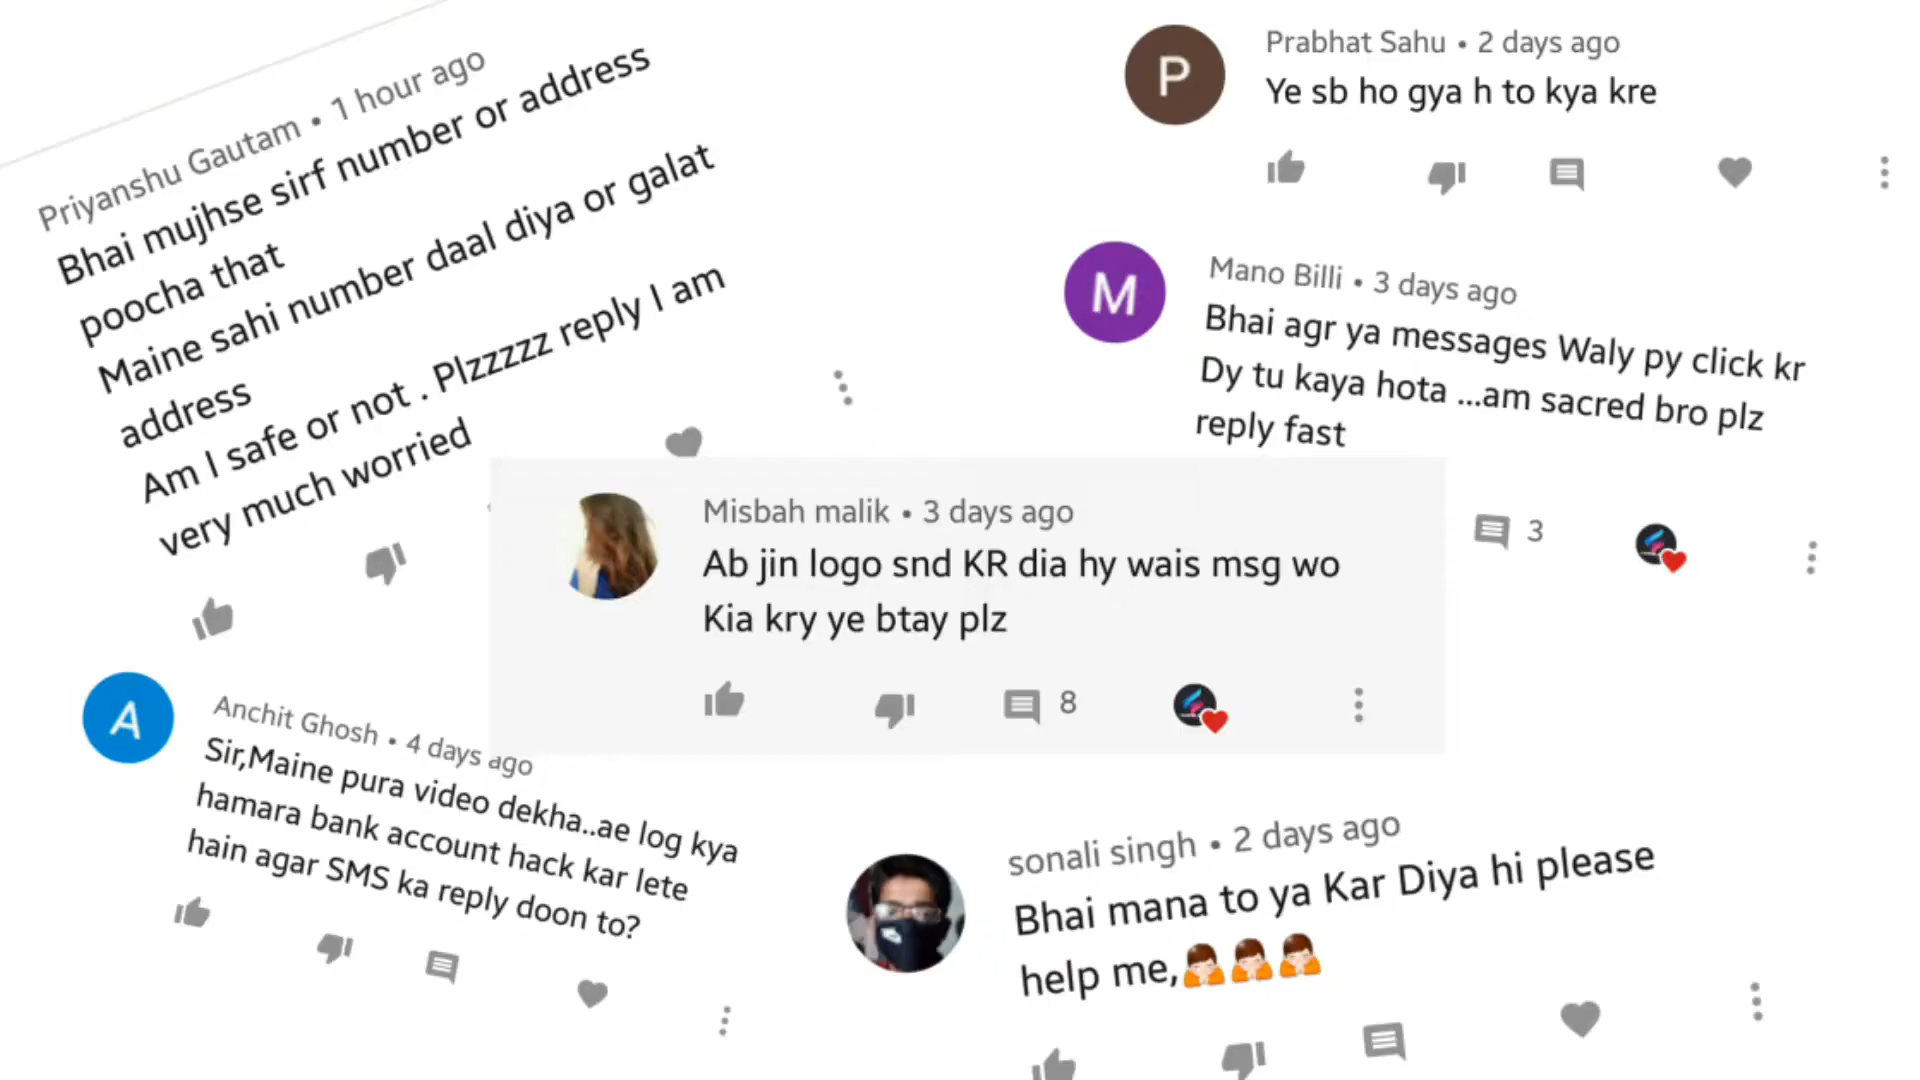 Priyanshu Gautam • 1 hour ago
Bhai mujhse sirf number or address
poocha that
Maine sahi number daal diya or galat
address
Am I safe or not . Plzzzzz reply I am
very much worried
Prabhat Sahu • 2 days ago
Ye sb ho gya h to kya kre
Mano Billi • 3 days ago
Bhai agr ya messages Waly py click kr
Dy tu kaya hota ...am sacred bro plz
reply fast
3
Misbah malik • 3 days ago
Ab jin logo snd KR dia hy wais msg wo
Kia kry ye btay plz
8
Anchit Ghosh • 4 days ago
Sir,Maine pura video dekha..ae log kya
hamara bank account hack kar lete
hain agar SMS ka reply doon to?
sonali singh • 2 days ago
Bhai mana to ya Kar Diya hi please
help me,🙏🙏🙏
P
M
A